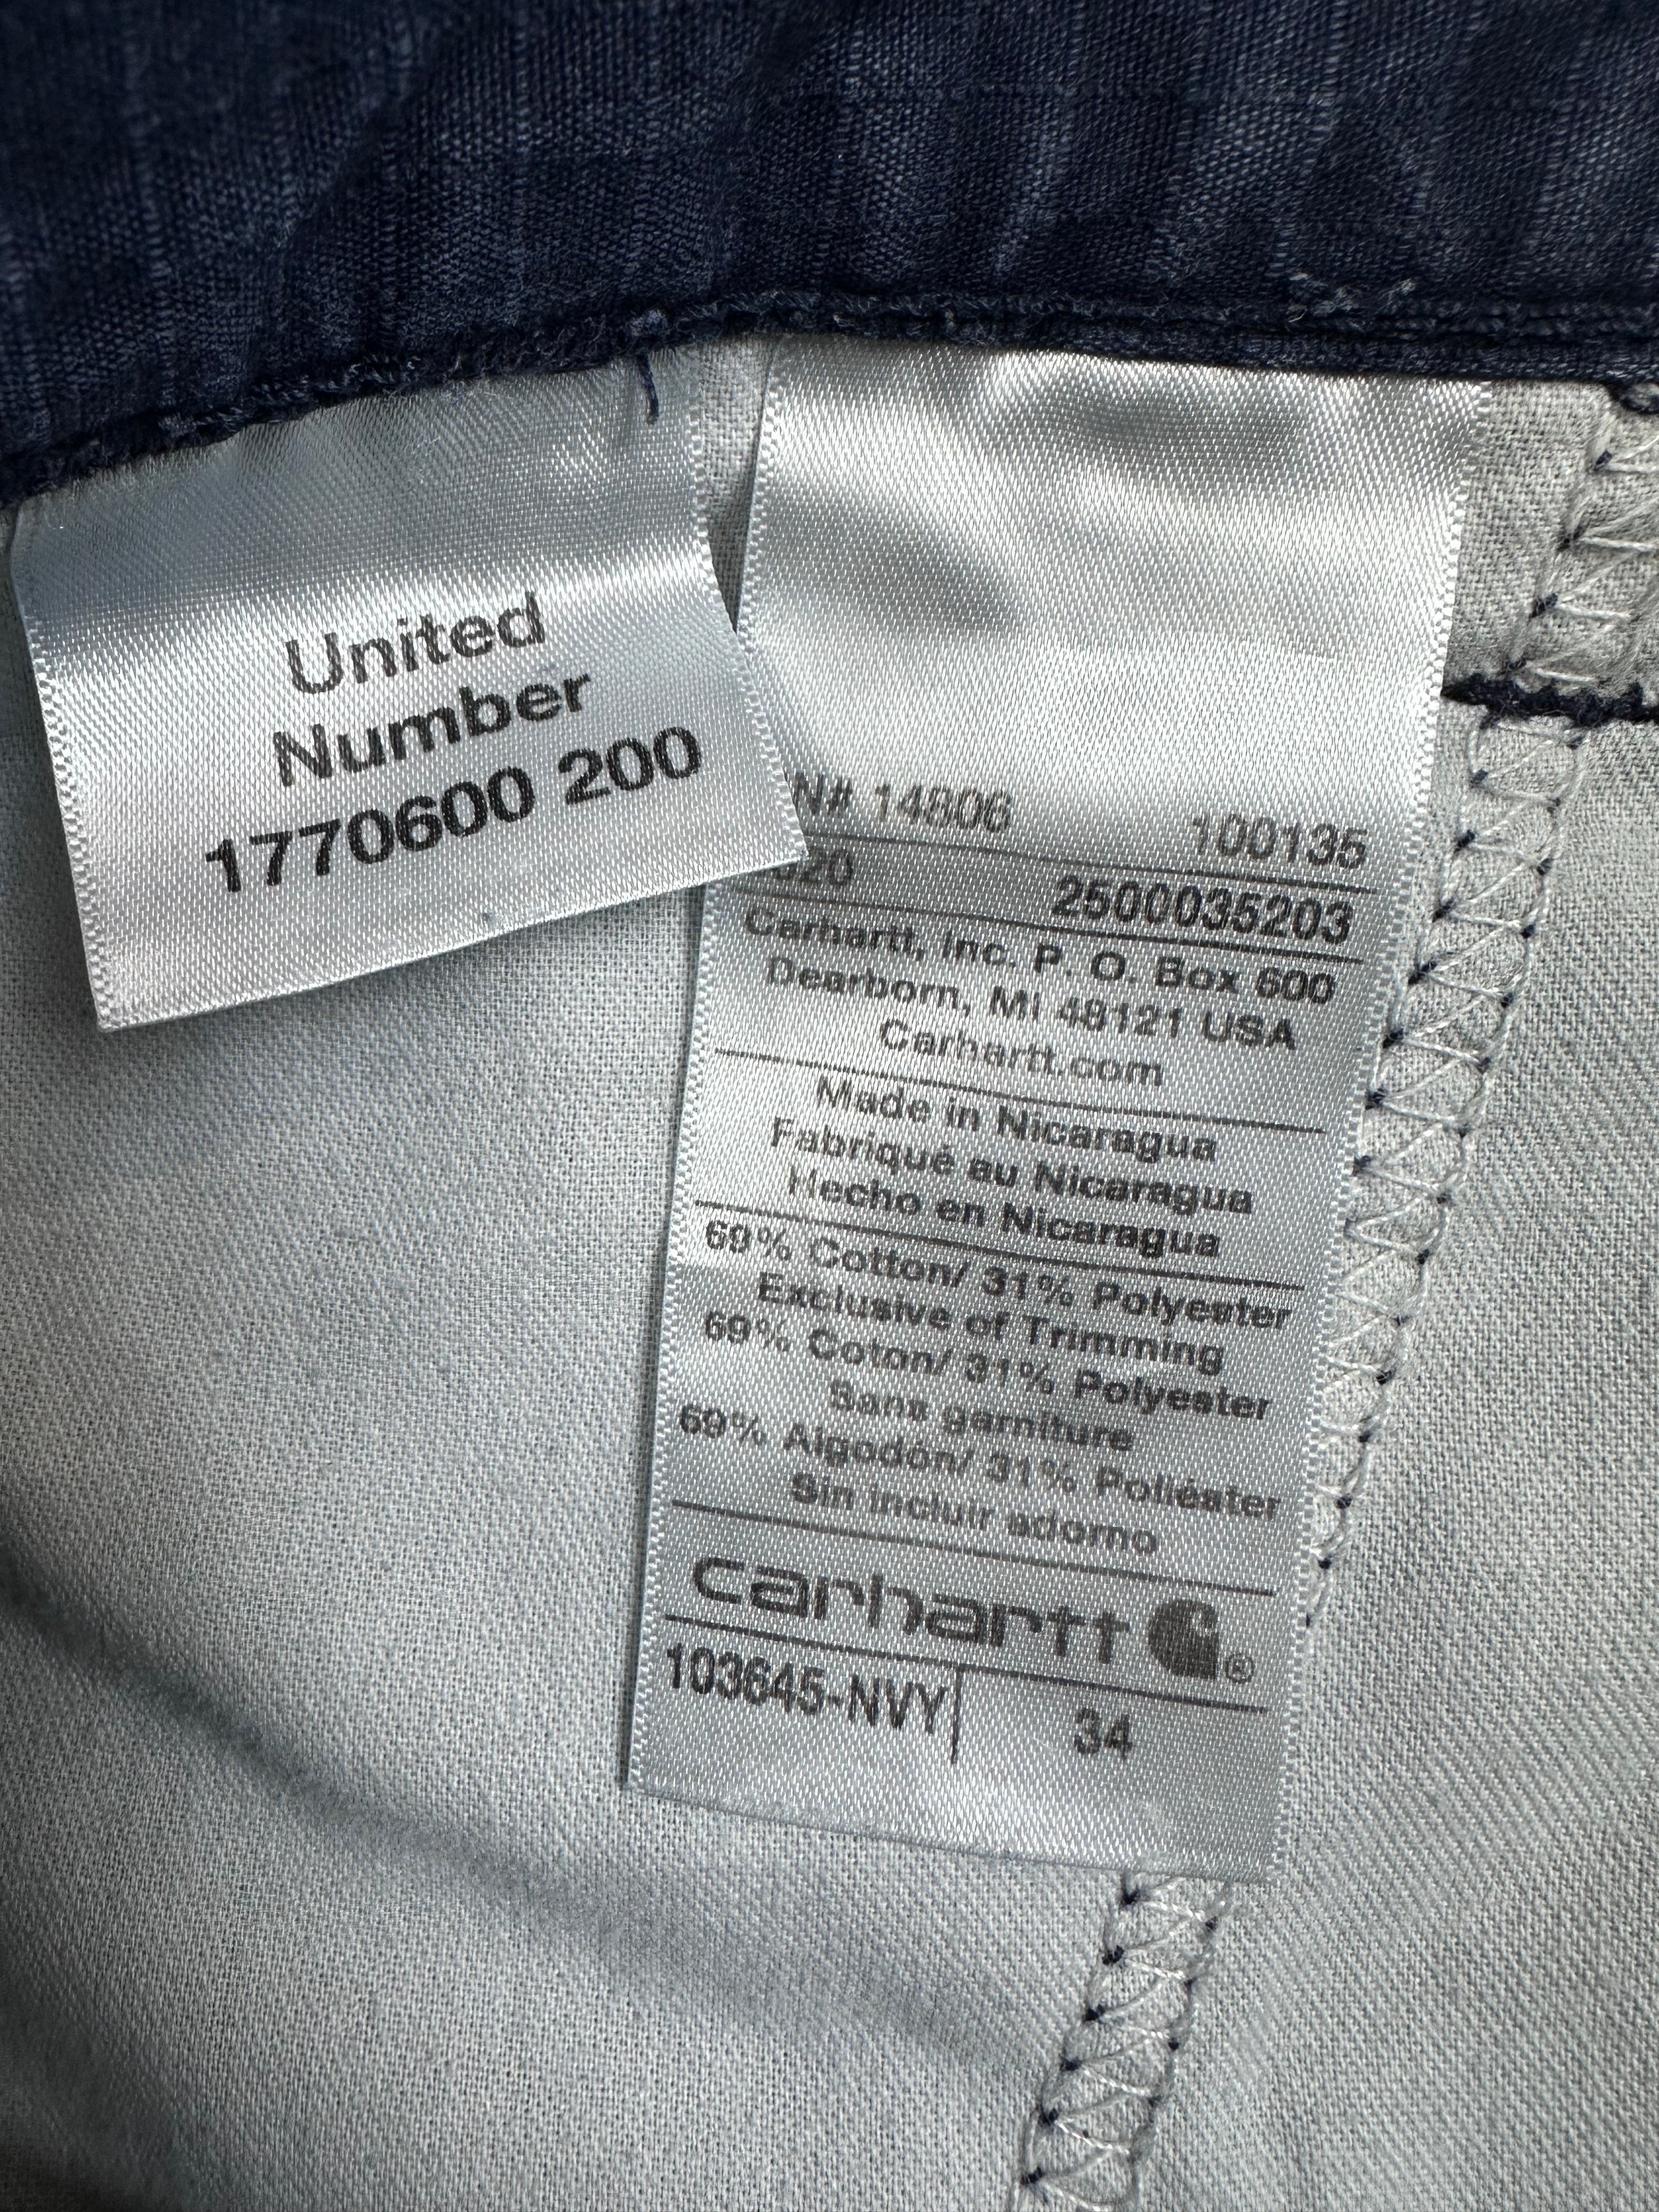 United
Number
1770600 200
N# 14806 100135
020 2500035203
Carhartt, Inc. P. O. Box 600
Dearborn, MI 48121 USA
Carhartt.com
Made in Nicaragua
Fabriqué au Nicaragua
Hecho en Nicaragua
69% Cotton/ 31% Polyester
Exclusive of Trimming
69% Coton/ 31% Polyester
Sans garniture
69% Algodón/ 31% Poliéster
Sin incluir adorno
carhartt ®
103645-NVY 34